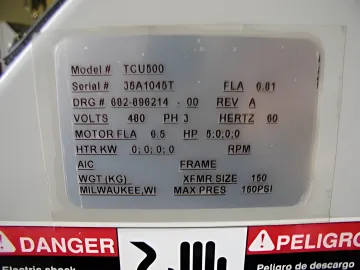 Model # TCU500
Serial # 35A1045T FLA 0.81
DRG # 682-096214 - 00 REV A
VOLTS 480 PH 3 HERTZ 60
MOTOR FLA 0.5 HP 5;0;0;0
HTR KW 0; 0; 0; 0 RPM
AIC FRAME
WGT (KG) XFMR SIZE 150
MILWAUKEE,WI MAX PRES 150PSI
DANGER PELIGRO
Electric shock Peligro de descargo